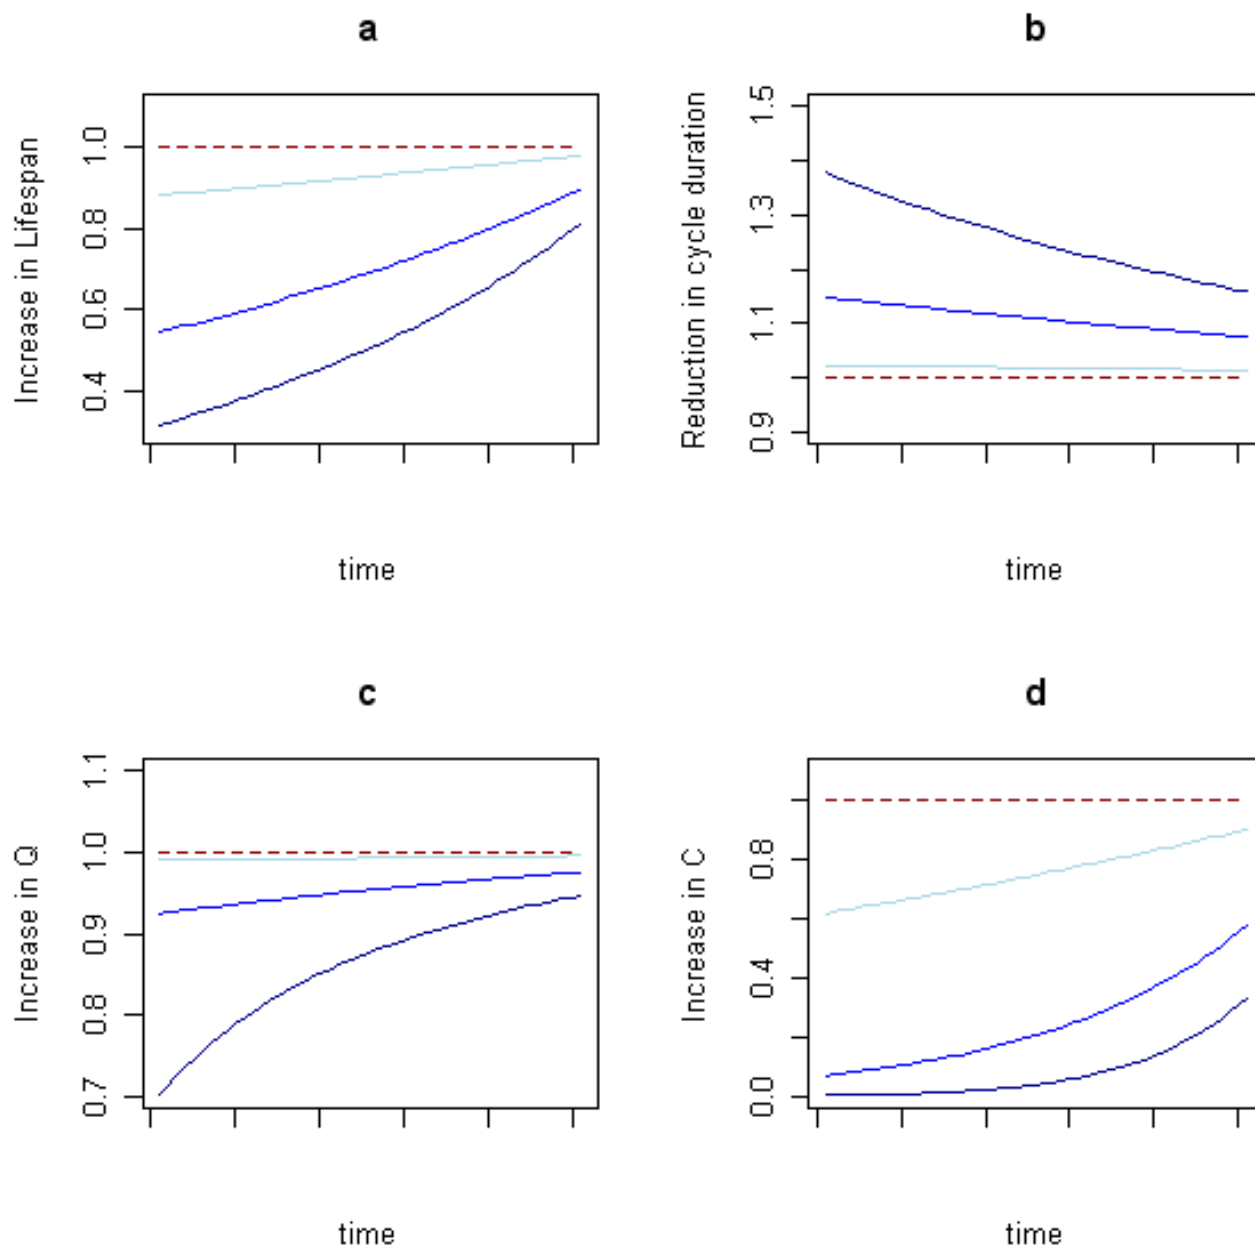 a
Increase in Lifespan
0.4 0.6 0.8 1.0
time
b
Reduction in cycle duration
0.9 1.1 1.3 1.5
time
c
Increase in Q
0.7 0.8 0.9 1.0 1.1
time
d
Increase in C
0.0 0.4 0.8
time